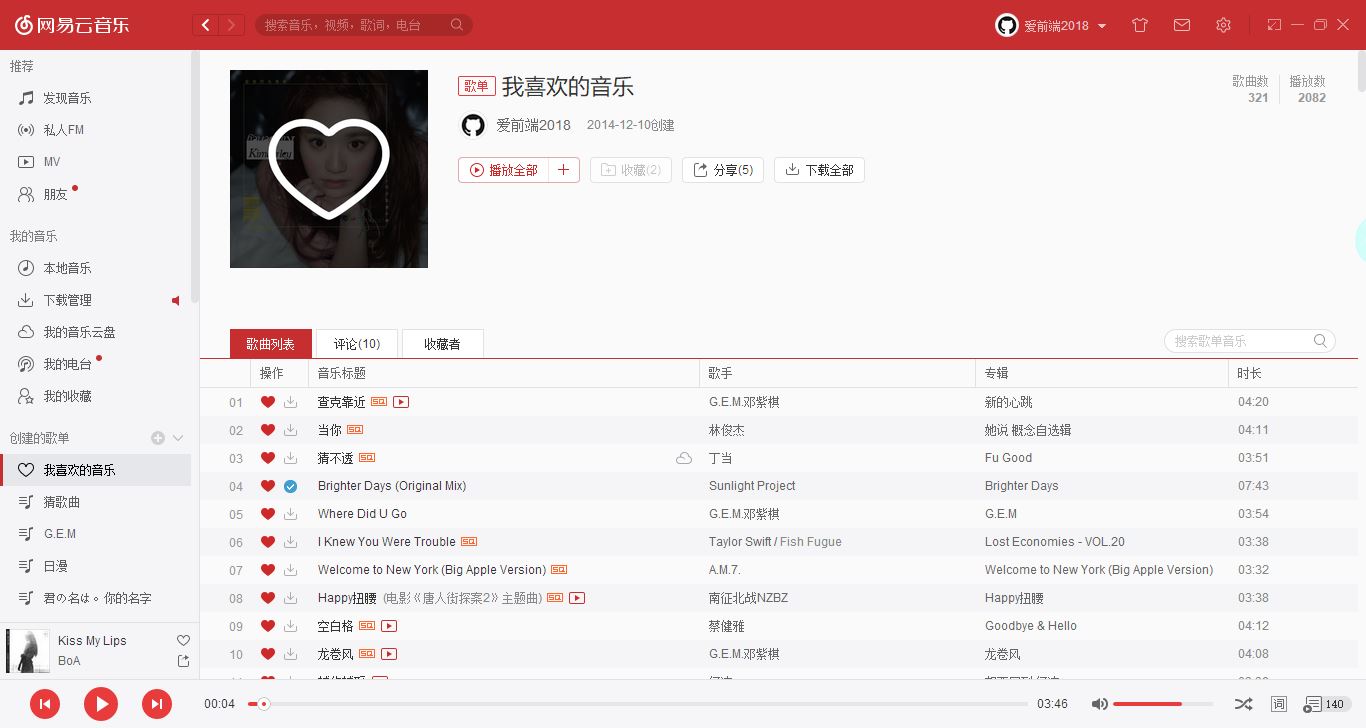 网易云音乐
搜索音乐，视频，歌词，电台
爱前端2018
推荐
发现音乐
私人FM
MV
朋友
我的音乐
本地音乐
下载管理
我的音乐云盘
我的电台
我的收藏
创建的歌单
我喜欢的音乐
猜歌曲
G.E.M
日漫
君の名は。你的名字
Kiss My Lips
BoA
Kimberley
歌单 我喜欢的音乐
歌曲数 播放数
321 2082
爱前端2018 2014-12-10创建
播放全部 + 收藏(2) 分享(5) 下载全部
歌曲列表 评论(10) 收藏者
搜索歌单音乐
操作 音乐标题 歌手 专辑 时长
01 查克靠近 SQ G.E.M.邓紫棋 新的心跳 04:20
02 当你 SQ 林俊杰 她说 概念自选辑 04:11
03 猜不透 SQ 丁当 Fu Good 03:51
04 Brighter Days (Original Mix) Sunlight Project Brighter Days 07:43
05 Where Did U Go G.E.M.邓紫棋 G.E.M 03:54
06 I Knew You Were Trouble SQ Taylor Swift / Fish Fugue Lost Economies - VOL.20 03:38
07 Welcome to New York (Big Apple Version) SQ A.M.7. Welcome to New York (Big Apple Version) 03:32
08 Happy扭腰 (电影《唐人街探案2》主题曲) SQ 南征北战NZBZ Happy扭腰 03:38
09 空白格 SQ 蔡健雅 Goodbye & Hello 04:12
10 龙卷风 SQ G.E.M.邓紫棋 龙卷风 04:08
00:04 03:46 词 140